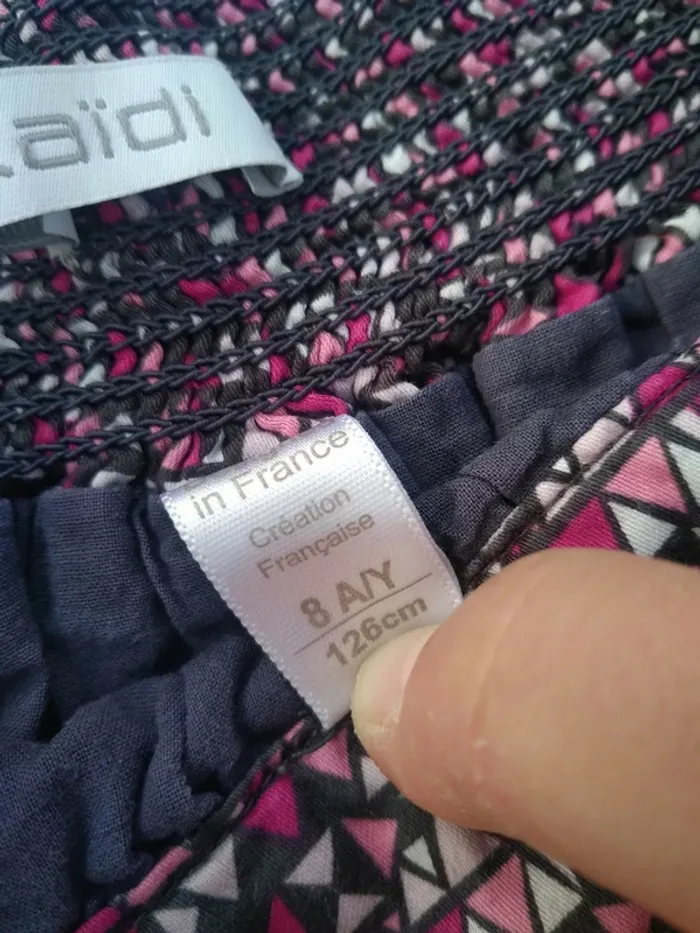 aïdi
in France
Création
Française
8 A/Y
126cm